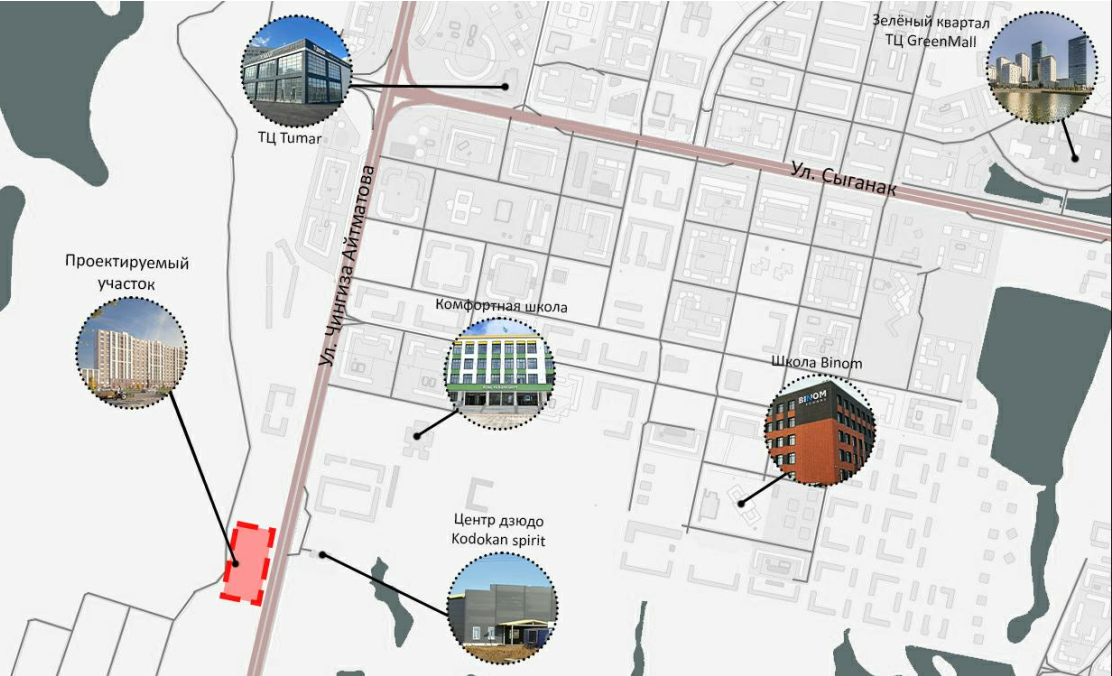 Зелёный квартал
ТЦ GreenMall
ТЦ Tumar
Ул. Сыганак
Ул. Чингиза Айтматова
Проектируемый
участок
Комфортная школа
Школа Binom
BINOM
Центр дзюдо
Kodokan spirit